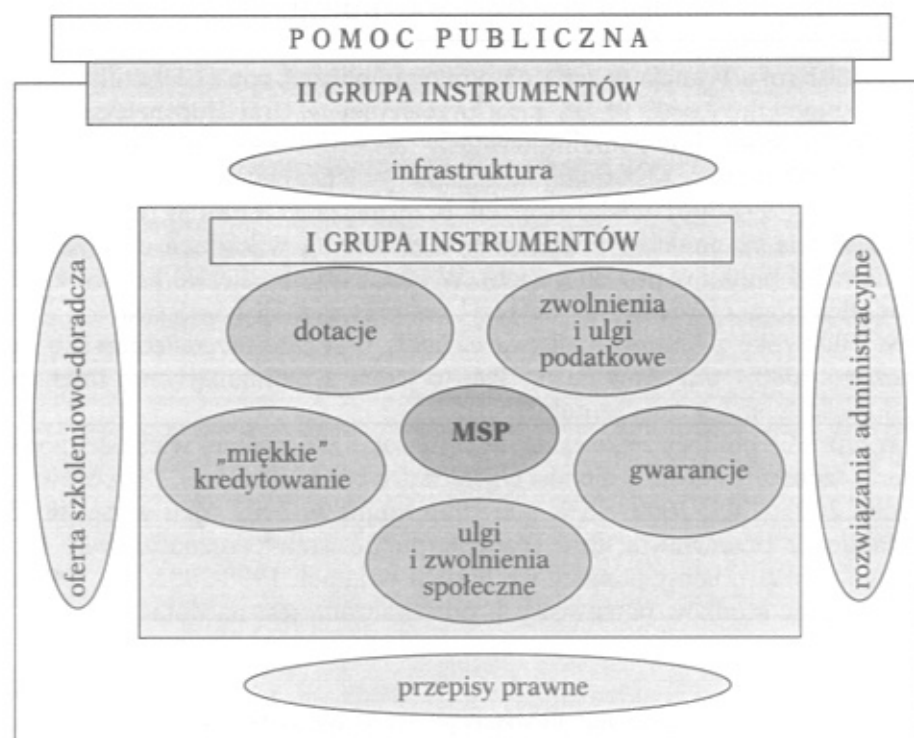 POMOC PUBLICZNA
II GRUPA INSTRUMENTÓW
infrastruktura
I GRUPA INSTRUMENTÓW
dotacje
zwolnienia
i ulgi
podatkowe
MSP
„miękkie”
kredytowanie
gwarancje
ulgi
i zwolnienia
społeczne
oferta szkoleniowo-doradcza
rozwiązania administracyjne
przepisy prawne